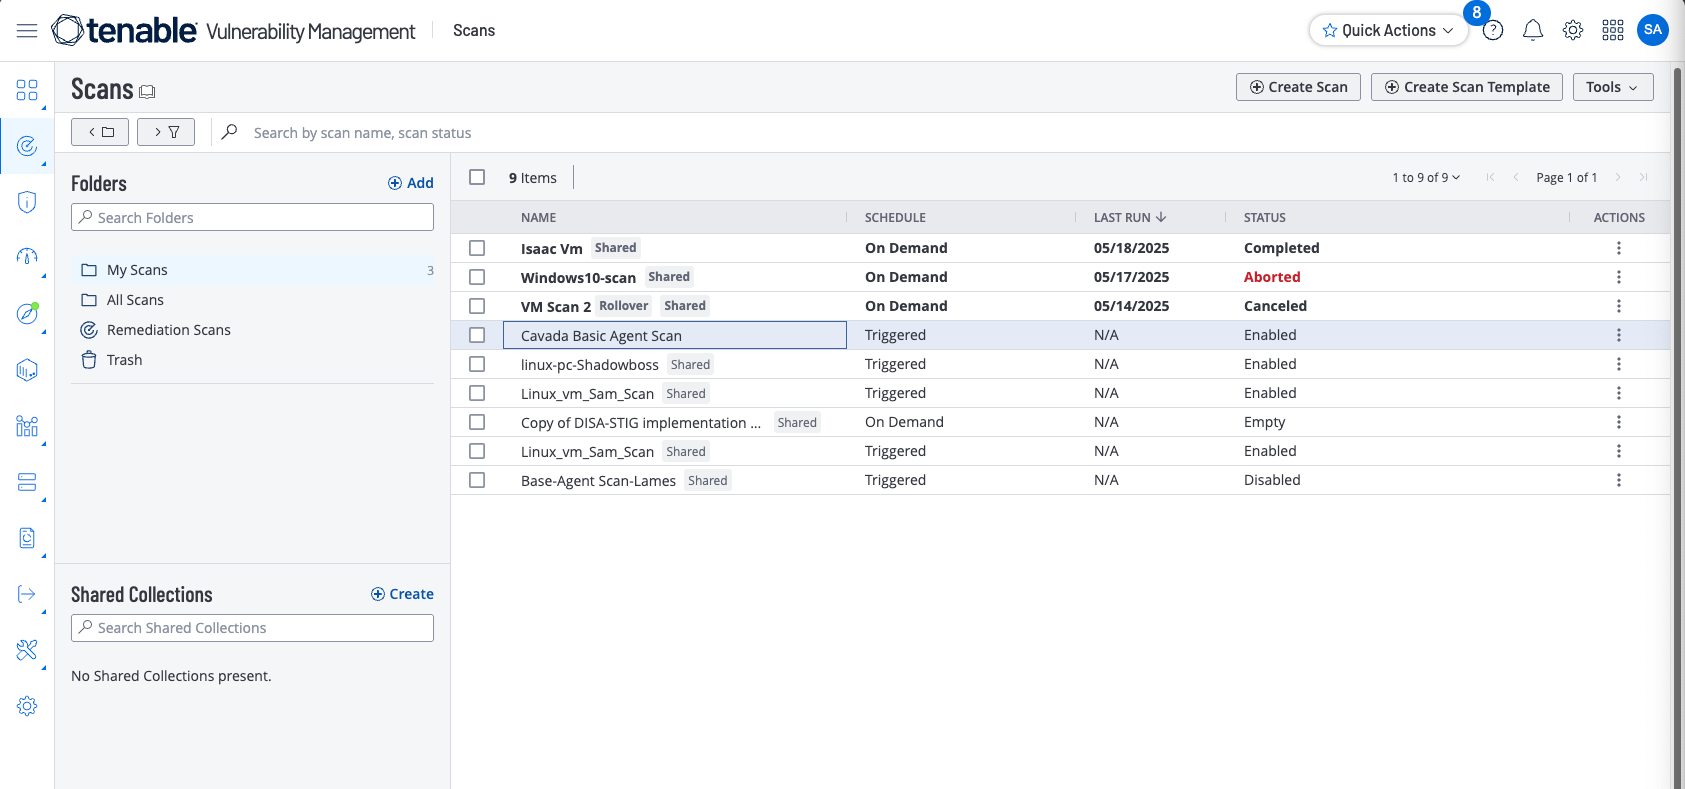 tenable Vulnerability Management Scans Quick Actions 8 ? SA
Scans Create Scan Create Scan Template Tools
Search by scan name, scan status
Folders Add
Search Folders
My Scans 3
All Scans
Remediation Scans
Trash
Shared Collections Create
Search Shared Collections
No Shared Collections present.
9 Items 1 to 9 of 9 Page 1 of 1
NAME SCHEDULE LAST RUN STATUS ACTIONS
Isaac Vm Shared On Demand 05/18/2025 Completed
Windows10-scan Shared On Demand 05/17/2025 Aborted
VM Scan 2 Rollover Shared On Demand 05/14/2025 Canceled
Cavada Basic Agent Scan Triggered N/A Enabled
linux-pc-Shadowboss Shared Triggered N/A Enabled
Linux_vm_Sam_Scan Shared Triggered N/A Enabled
Copy of DISA-STIG implementation ... Shared On Demand N/A Empty
Linux_vm_Sam_Scan Shared Triggered N/A Enabled
Base-Agent Scan-Lames Shared Triggered N/A Disabled